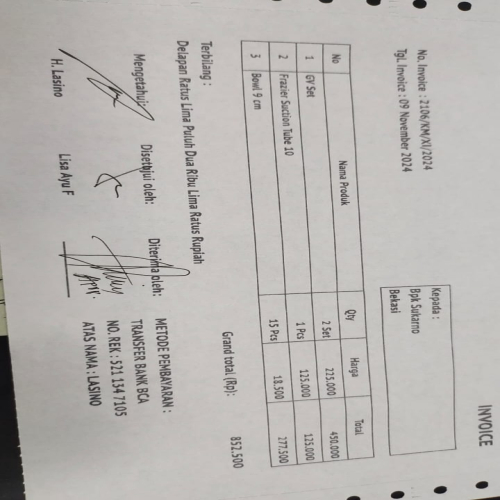 INVOICE
No. Invoice : 2106/KM/XI/2024
Tgl. Invoice : 09 November 2024
Kepada :
Bpk Sukarno
Bekasi
No Nama Produk Qty Harga Total
1 GV Set 2 Set 225.000 450.000
2 Frazier Suction Tube 10 1 Pcs 125.000 125.000
3 Bowl 9 cm 15 Pcs 18.500 277.500
Grand total (Rp): 852.500
Terbilang :
Delapan Ratus Lima Puluh Dua Ribu Lima Ratus Rupiah
Mengetahui: Disetujui oleh: Diterima oleh:
H. Lasino Lisa Ayu F
METODE PEMBAYARAN :
TRANSFER BANK BCA
NO. REK : 521 154 7105
ATAS NAMA : LASINO